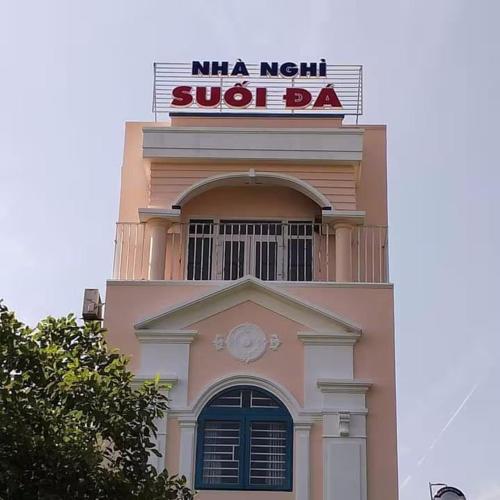 NHÀ NGHỈ
SUỐI ĐÁ